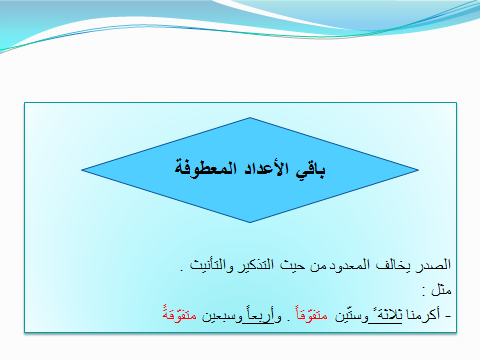 باقي الأعداد المعطوفة
الصدر يخالف المعدود من حيث التذكير والتأنيث .
مثل :
- أكرمنا ثلاثة ً وستّين متفوّقاً . وأربعاً وسبعين متفوّقةً